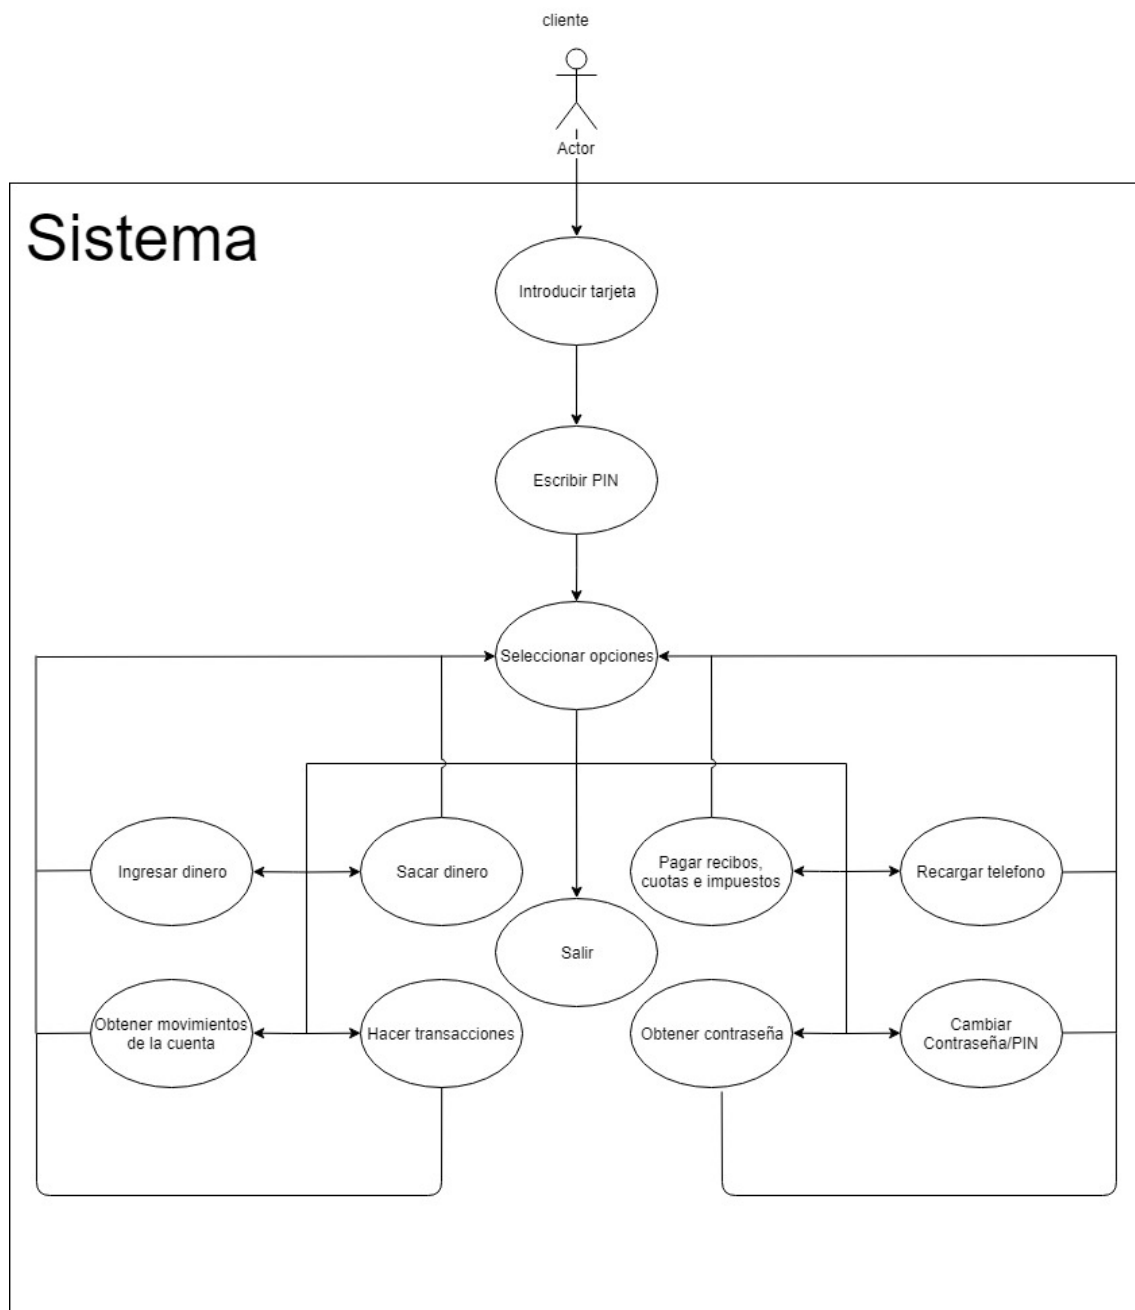 cliente
Actor
Sistema
Introducir tarjeta
Escribir PIN
Seleccionar opciones
Ingresar dinero
Sacar dinero
Pagar recibos,
cuotas e impuestos
Recargar telefono
Salir
Obtener movimientos
de la cuenta
Hacer transacciones
Obtener contraseña
Cambiar
Contraseña/PIN